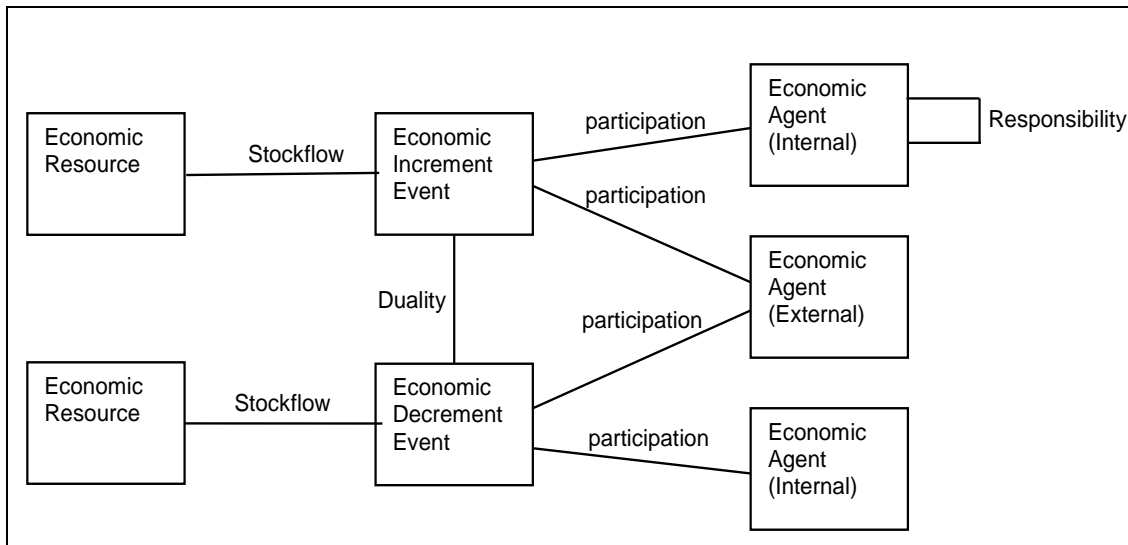 Economic
Resource
Stockflow
Economic
Increment
Event
participation
Economic
Agent
(Internal)
Responsibility
participation
Economic
Agent
(External)
Duality
participation
Economic
Resource
Stockflow
Economic
Decrement
Event
participation
Economic
Agent
(Internal)